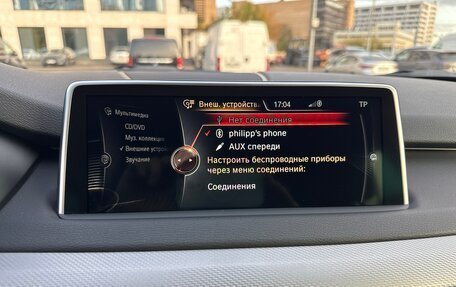 Внеш. устройств. 17:04 TP
Мультимедиа
CD/DVD
Муз. коллекция
Внешние устрой.
Звучание
Нет соединения
philipp's phone
AUX спереди
Настроить беспроводные приборы
через меню соединений:
Соединения